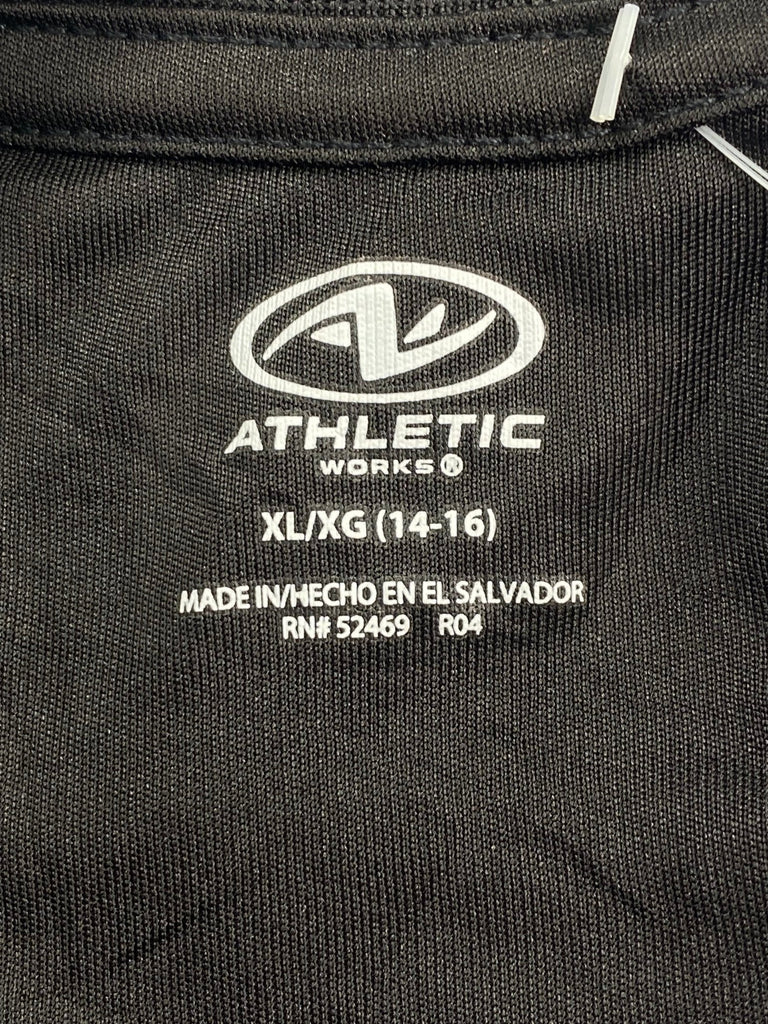 ATHLETIC
WORKS®
XL/XG (14-16)
MADE IN/HECHO EN EL SALVADOR
RN# 52469 R04